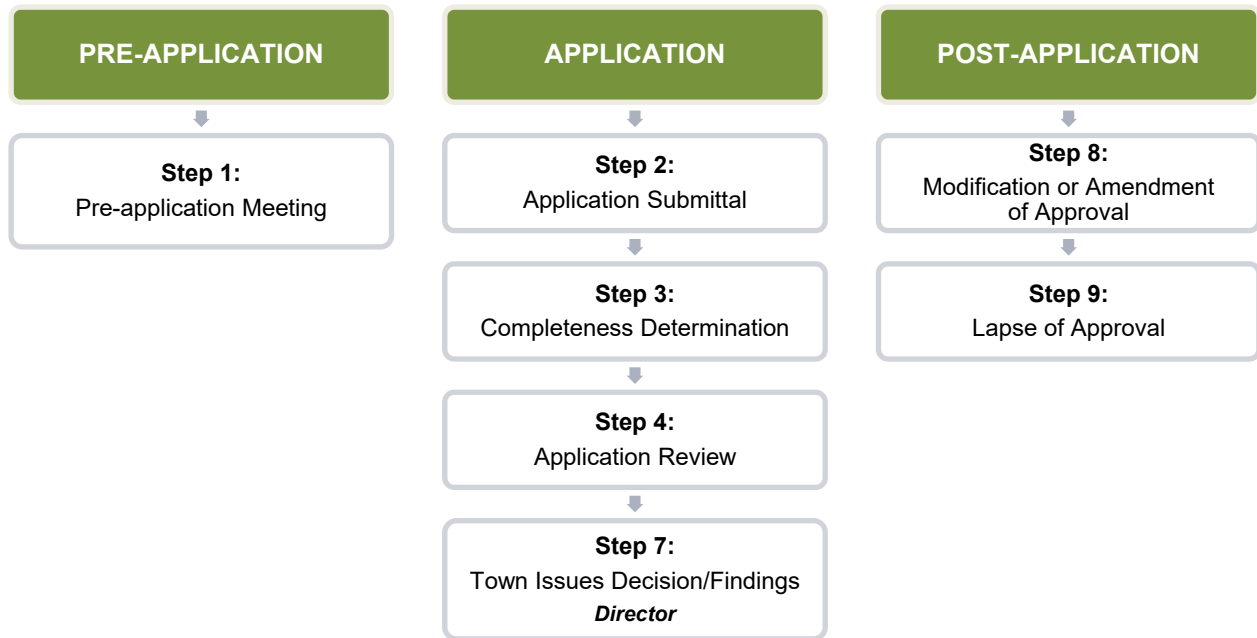 PRE-APPLICATION
Step 1:
Pre-application Meeting
APPLICATION
Step 2:
Application Submittal
Step 3:
Completeness Determination
Step 4:
Application Review
Step 7:
Town Issues Decision/Findings
Director
POST-APPLICATION
Step 8:
Modification or Amendment
of Approval
Step 9:
Lapse of Approval